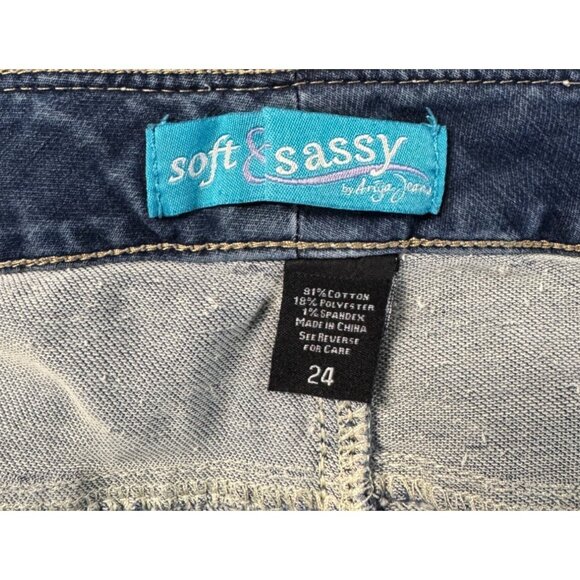 soft & sassy
by Ariya Jeans
81% COTTON
18% POLYESTER
1% SPANDEX
MADE IN CHINA
SEE REVERSE
FOR CARE
24